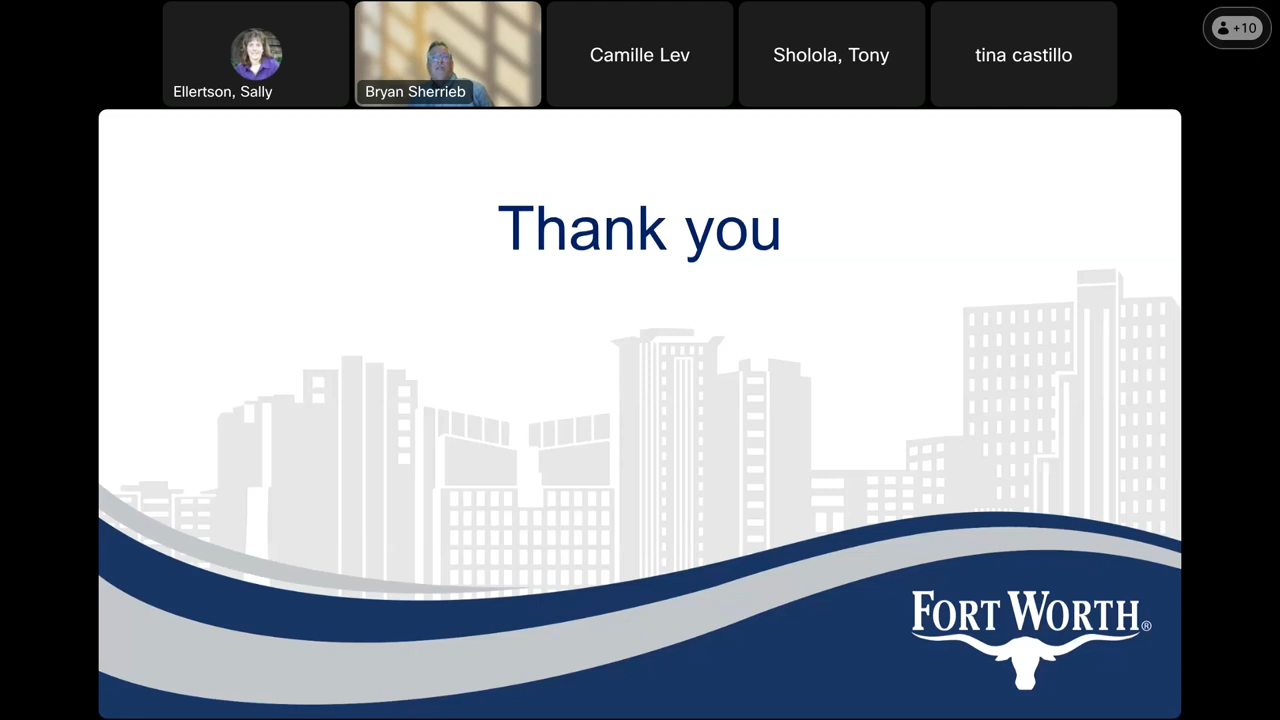 Ellertson, Sally
Bryan Sherrieb
Camille Lev
Sholola, Tony
tina castillo
+10
Thank you
FORT WORTH®